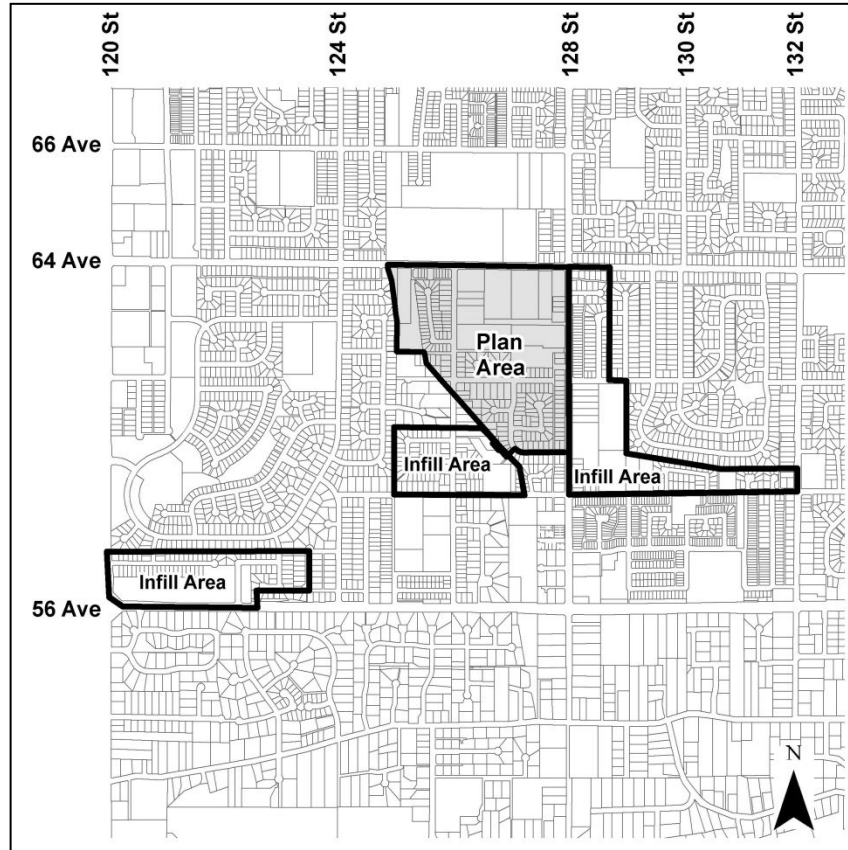 120 St
124 St
128 St
130 St
132 St
66 Ave
64 Ave
Plan
Area
Infill Area
Infill Area
Infill Area
56 Ave
N